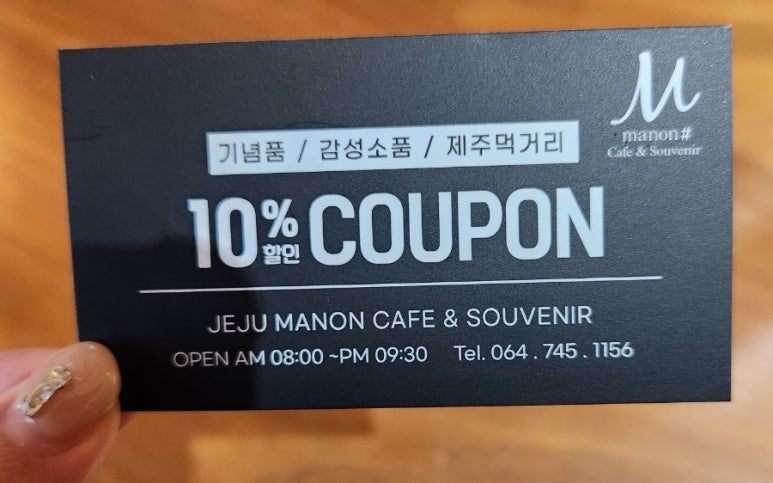 M
manon#
Cafe & Souvenir
기념품 / 감성소품 / 제주먹거리
10% 할인 COUPON
JEJU MANON CAFE & SOUVENIR
OPEN AM 08:00 ~PM 09:30 Tel. 064 . 745 . 1156